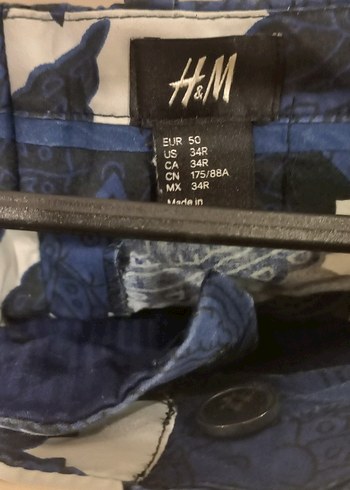 H&M
EUR 50
US 34R
CA 34R
CN 175/88A
MX 34R
Made in